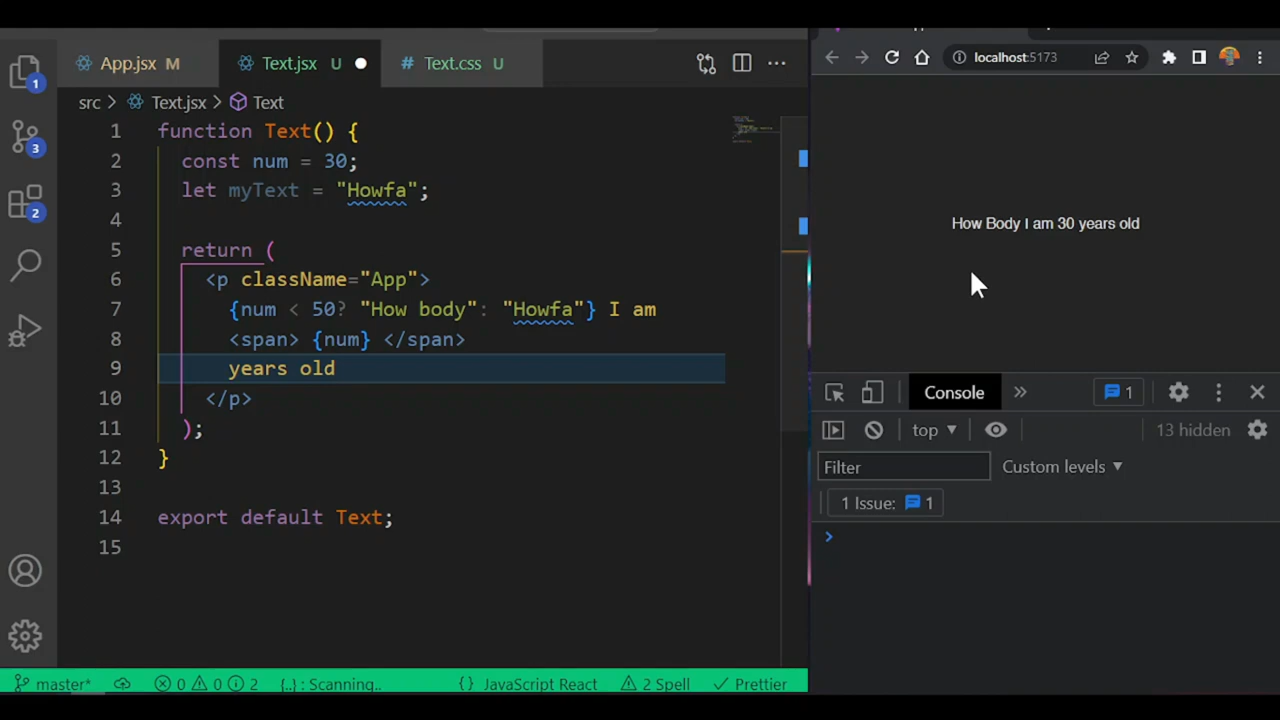 App.jsx M
Text.jsx U
# Text.css U
localhost:5173
src > Text.jsx > Text
1 function Text() {
2 const num = 30;
3 let myText = "Howfa";
4
5 return (
6 <p className="App">
7 {num < 50? "How body": "Howfa"} I am
8 <span> {num} </span>
9 years old
10 </p>
11 );
12 }
13
14 export default Text;
15
1
3
2
How Body I am 30 years old
Console » 1
top ▼ 13 hidden
Filter Custom levels ▼
1 Issue: 1
>
master* 0 0 2 {..} : Scanning.. {} JavaScript React 2 Spell ✓ Prettier